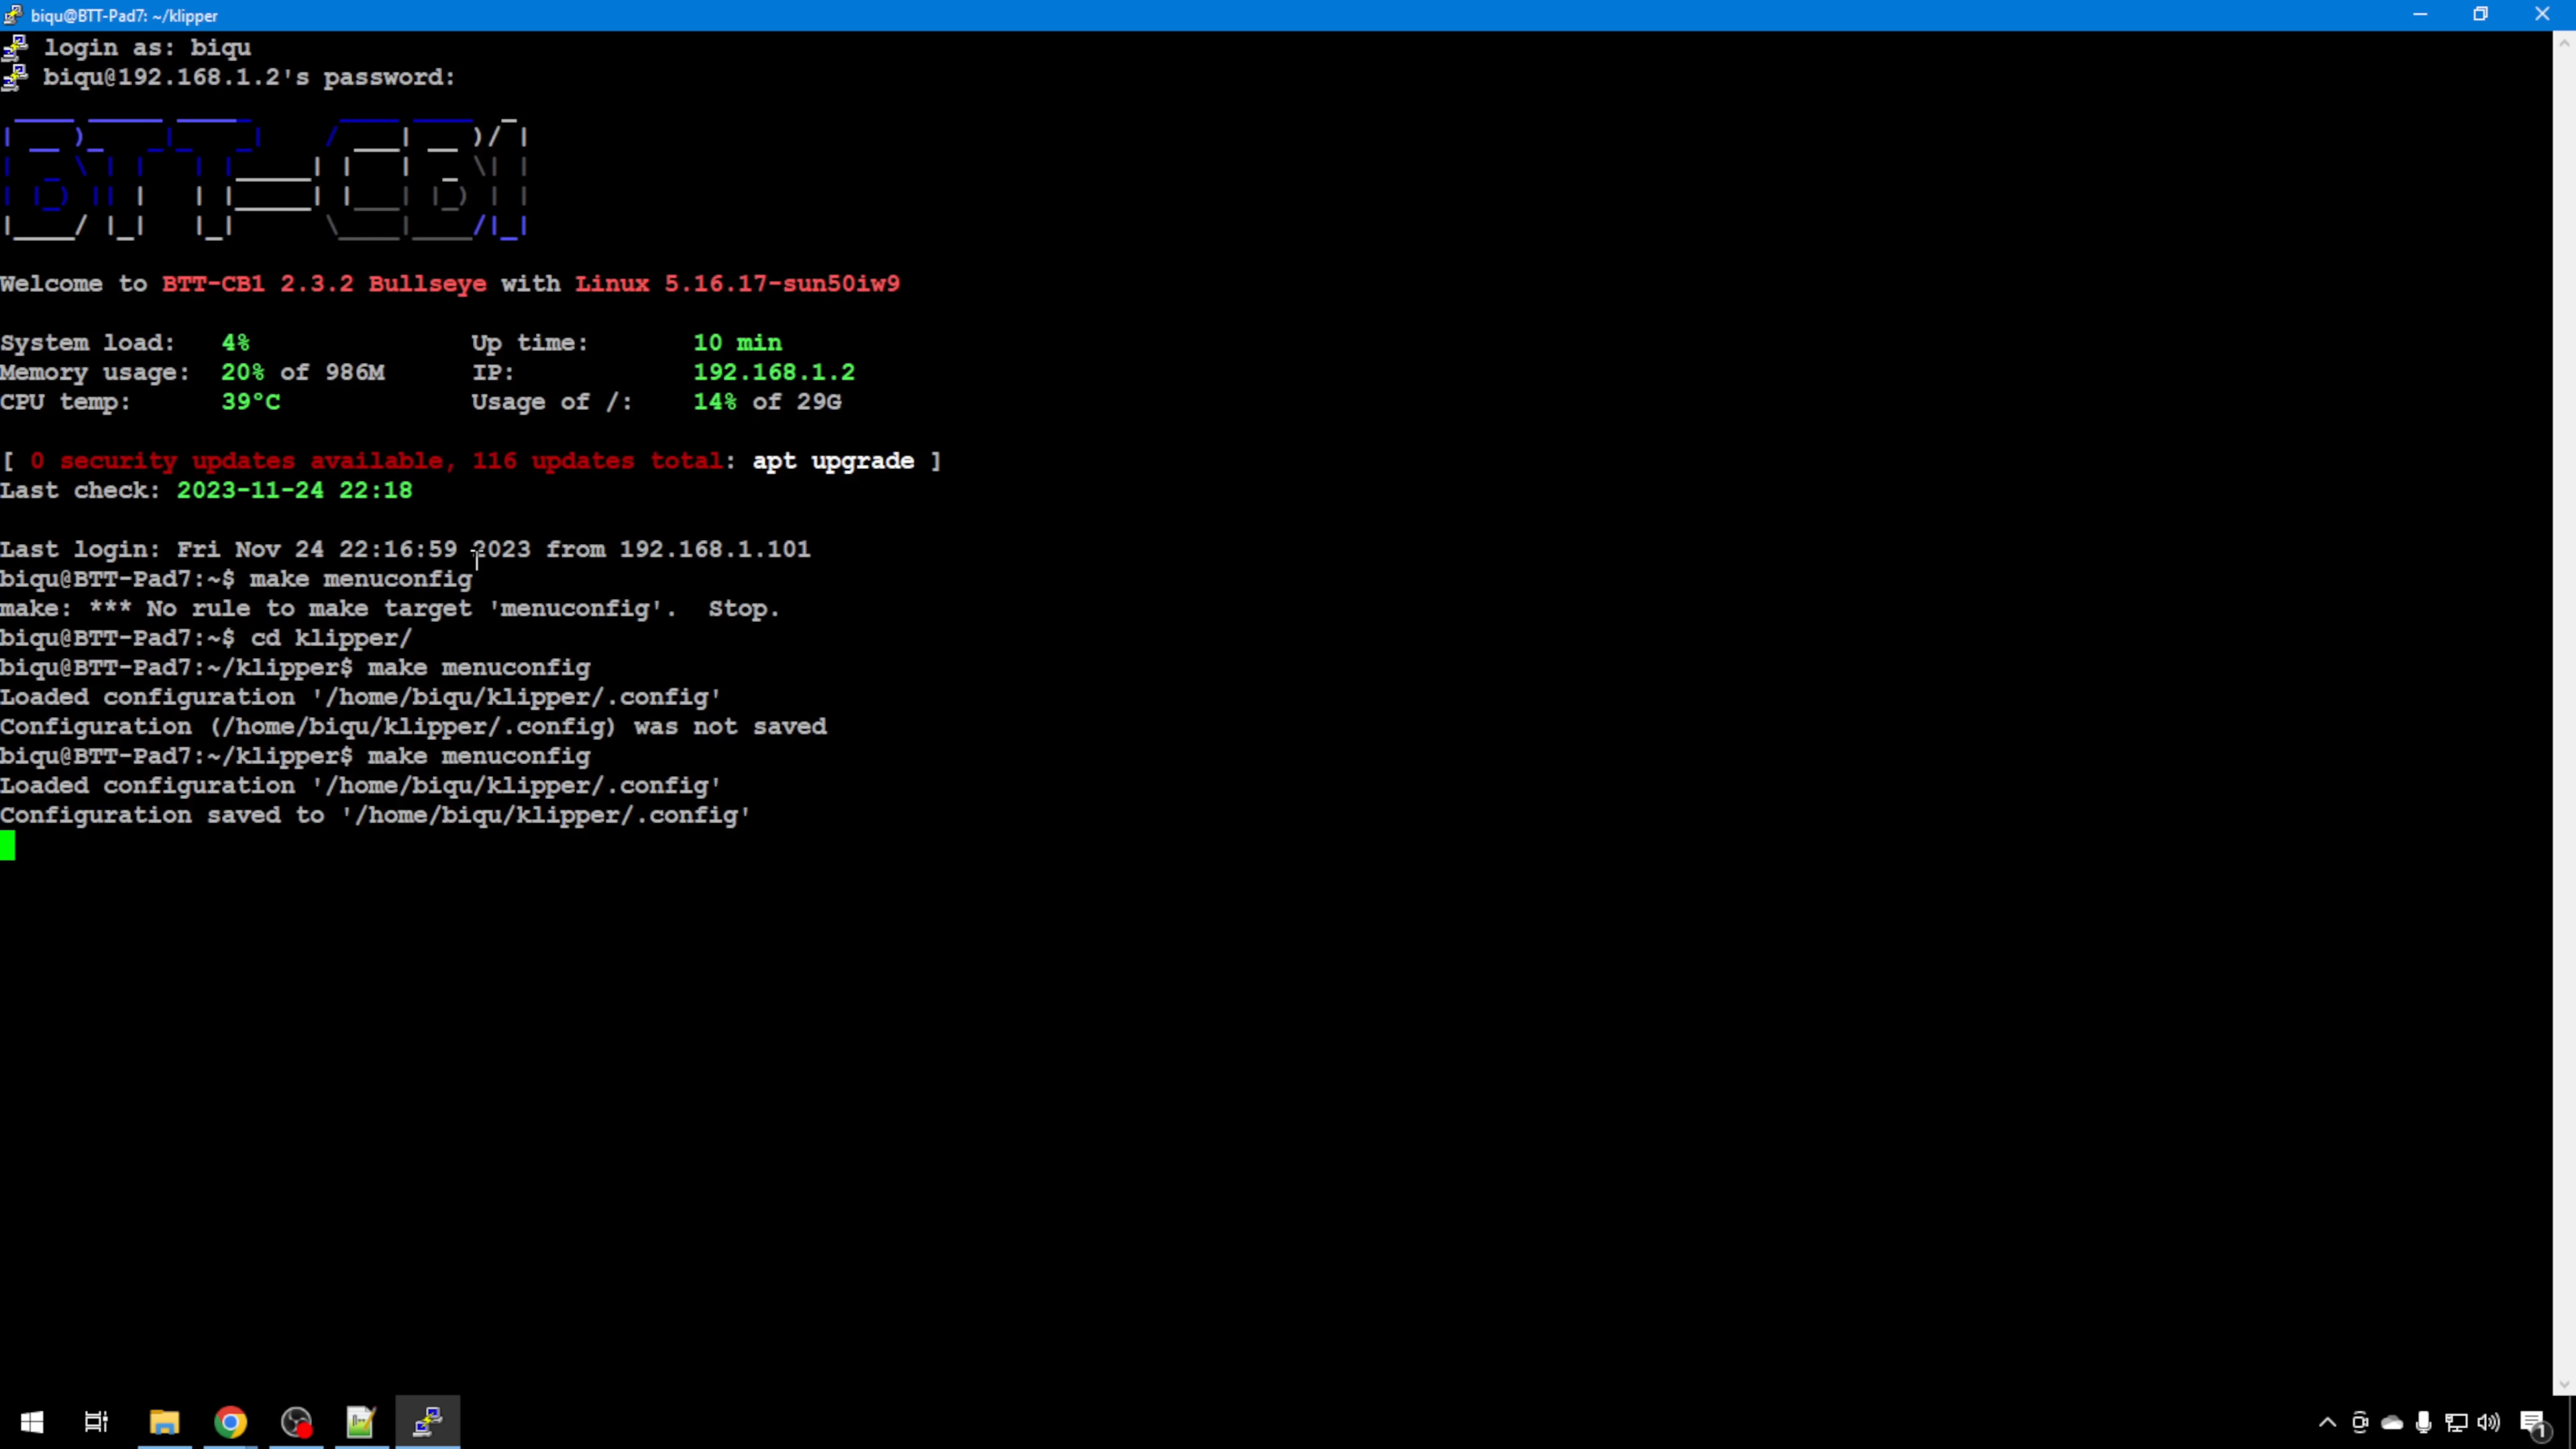 biqu@BTT-Pad7: ~/klipper
login as: biqu
biqu@192.168.1.2's password:
BTT-CB1
Welcome to BTT-CB1 2.3.2 Bullseye with Linux 5.16.17-sun50iw9
System load: 4% Up time: 10 min
Memory usage: 20% of 986M IP: 192.168.1.2
CPU temp: 39°C Usage of /: 14% of 29G
[ 0 security updates available, 116 updates total: apt upgrade ]
Last check: 2023-11-24 22:18
Last login: Fri Nov 24 22:16:59 2023 from 192.168.1.101
biqu@BTT-Pad7:~$ make menuconfig
make: *** No rule to make target 'menuconfig'. Stop.
biqu@BTT-Pad7:~$ cd klipper/
biqu@BTT-Pad7:~/klipper$ make menuconfig
Loaded configuration '/home/biqu/klipper/.config'
Configuration (/home/biqu/klipper/.config) was not saved
biqu@BTT-Pad7:~/klipper$ make menuconfig
Loaded configuration '/home/biqu/klipper/.config'
Configuration saved to '/home/biqu/klipper/.config'
1